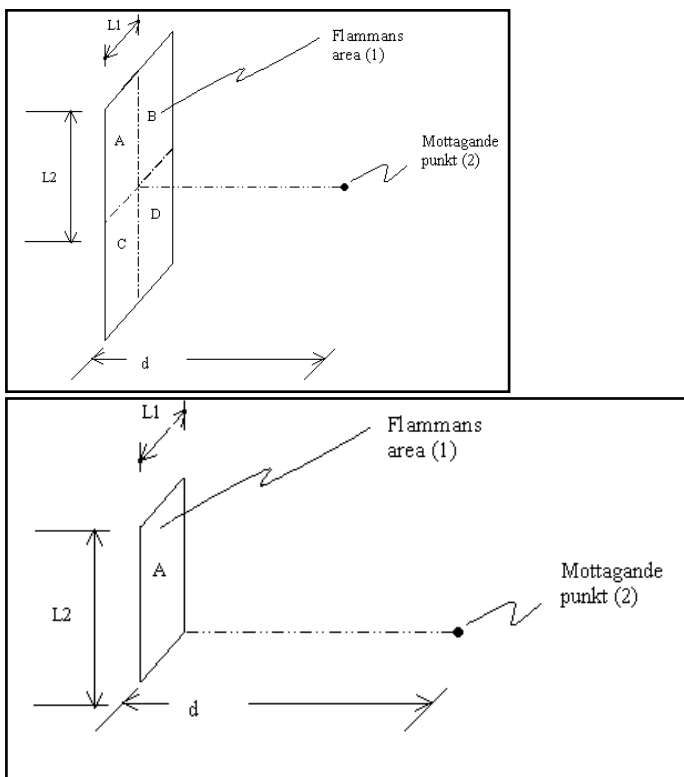 L1
Flammans
area (1)
B
A
Mottagande
punkt (2)
L2
D
C
d
L1
Flammans
area (1)
A
Mottagande
punkt (2)
L2
d